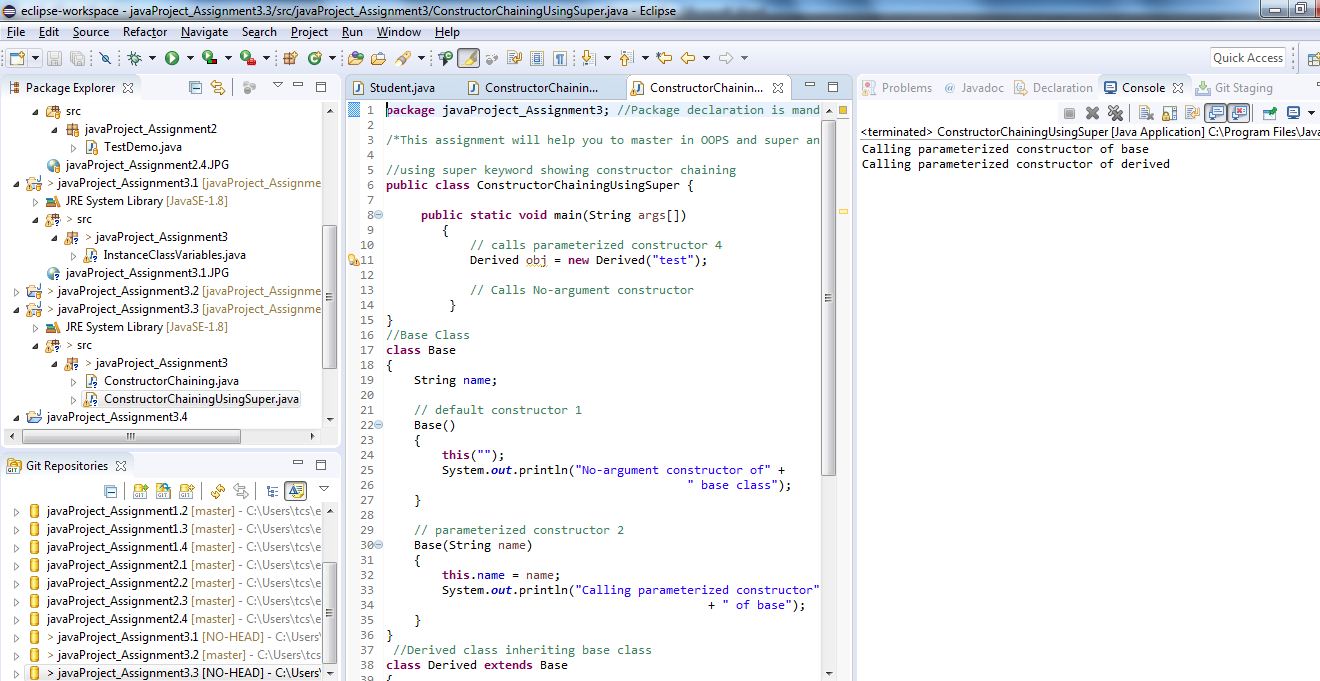 eclipse-workspace - javaProject_Assignment3.3/src/javaProject_Assignment3/ConstructorChainingUsingSuper.java - Eclipse
File Edit Source Refactor Navigate Search Project Run Window Help
Quick Access
Package Explorer
src
javaProject_Assignment2
TestDemo.java
javaProject_Assignment2.4.JPG
> javaProject_Assignment3.1 [javaProject_Assignme
JRE System Library [JavaSE-1.8]
> src
> javaProject_Assignment3
InstanceClassVariables.java
javaProject_Assignment3.1.JPG
> javaProject_Assignment3.2 [javaProject_Assignme
> javaProject_Assignment3.3 [javaProject_Assignme
JRE System Library [JavaSE-1.8]
> src
> javaProject_Assignment3
ConstructorChaining.java
ConstructorChainingUsingSuper.java
javaProject_Assignment3.4
Git Repositories
javaProject_Assignment1.2 [master] - C:\Users\tcs\e
javaProject_Assignment1.3 [master] - C:\Users\tcs\e
javaProject_Assignment1.4 [master] - C:\Users\tcs\e
javaProject_Assignment2.1 [master] - C:\Users\tcs\e
javaProject_Assignment2.2 [master] - C:\Users\tcs\e
javaProject_Assignment2.3 [master] - C:\Users\tcs\e
javaProject_Assignment2.4 [master] - C:\Users\tcs\e
> javaProject_Assignment3.1 [NO-HEAD] - C:\Users\
> javaProject_Assignment3.2 [master] - C:\Users\tcs
> javaProject_Assignment3.3 [NO-HEAD] - C:\Users\
Student.java ConstructorChainin... ConstructorChainin...
1 package javaProject_Assignment3; //Package declaration is mand
2
3 /*This assignment will help you to master in OOPS and super an
4
5 //using super keyword showing constructor chaining
6 public class ConstructorChainingUsingSuper {
7
8 public static void main(String args[])
9 {
10 // calls parameterized constructor 4
11 Derived obj = new Derived("test");
12
13 // Calls No-argument constructor
14 }
15 }
16 //Base Class
17 class Base
18 {
19 String name;
20
21 // default constructor 1
22 Base()
23 {
24 this("");
25 System.out.println("No-argument constructor of" +
26 " base class");
27 }
28
29 // parameterized constructor 2
30 Base(String name)
31 {
32 this.name = name;
33 System.out.println("Calling parameterized constructor"
34 + " of base");
35 }
36 }
37 //Derived class inheriting base class
38 class Derived extends Base
39 {
Problems Javadoc Declaration Console Git Staging
<terminated> ConstructorChainingUsingSuper [Java Application] C:\Program Files\Java
Calling parameterized constructor of base
Calling parameterized constructor of derived